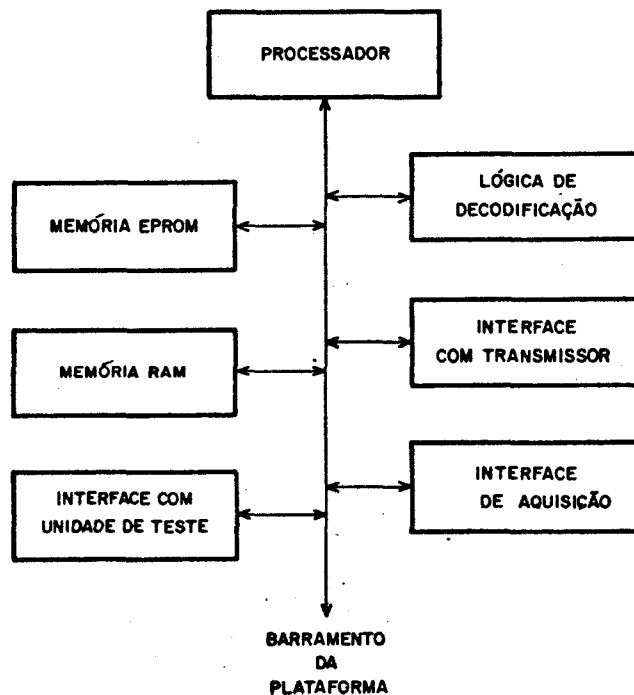 PROCESSADOR
LÓGICA DE
DECODIFICAÇÃO
MEMÓRIA EPROM
INTERFACE
COM TRANSMISSOR
MEMÓRIA RAM
INTERFACE
DE AQUISIÇÃO
INTERFACE COM
UNIDADE DE TESTE
BARRAMENTO
DA
PLATAFORMA